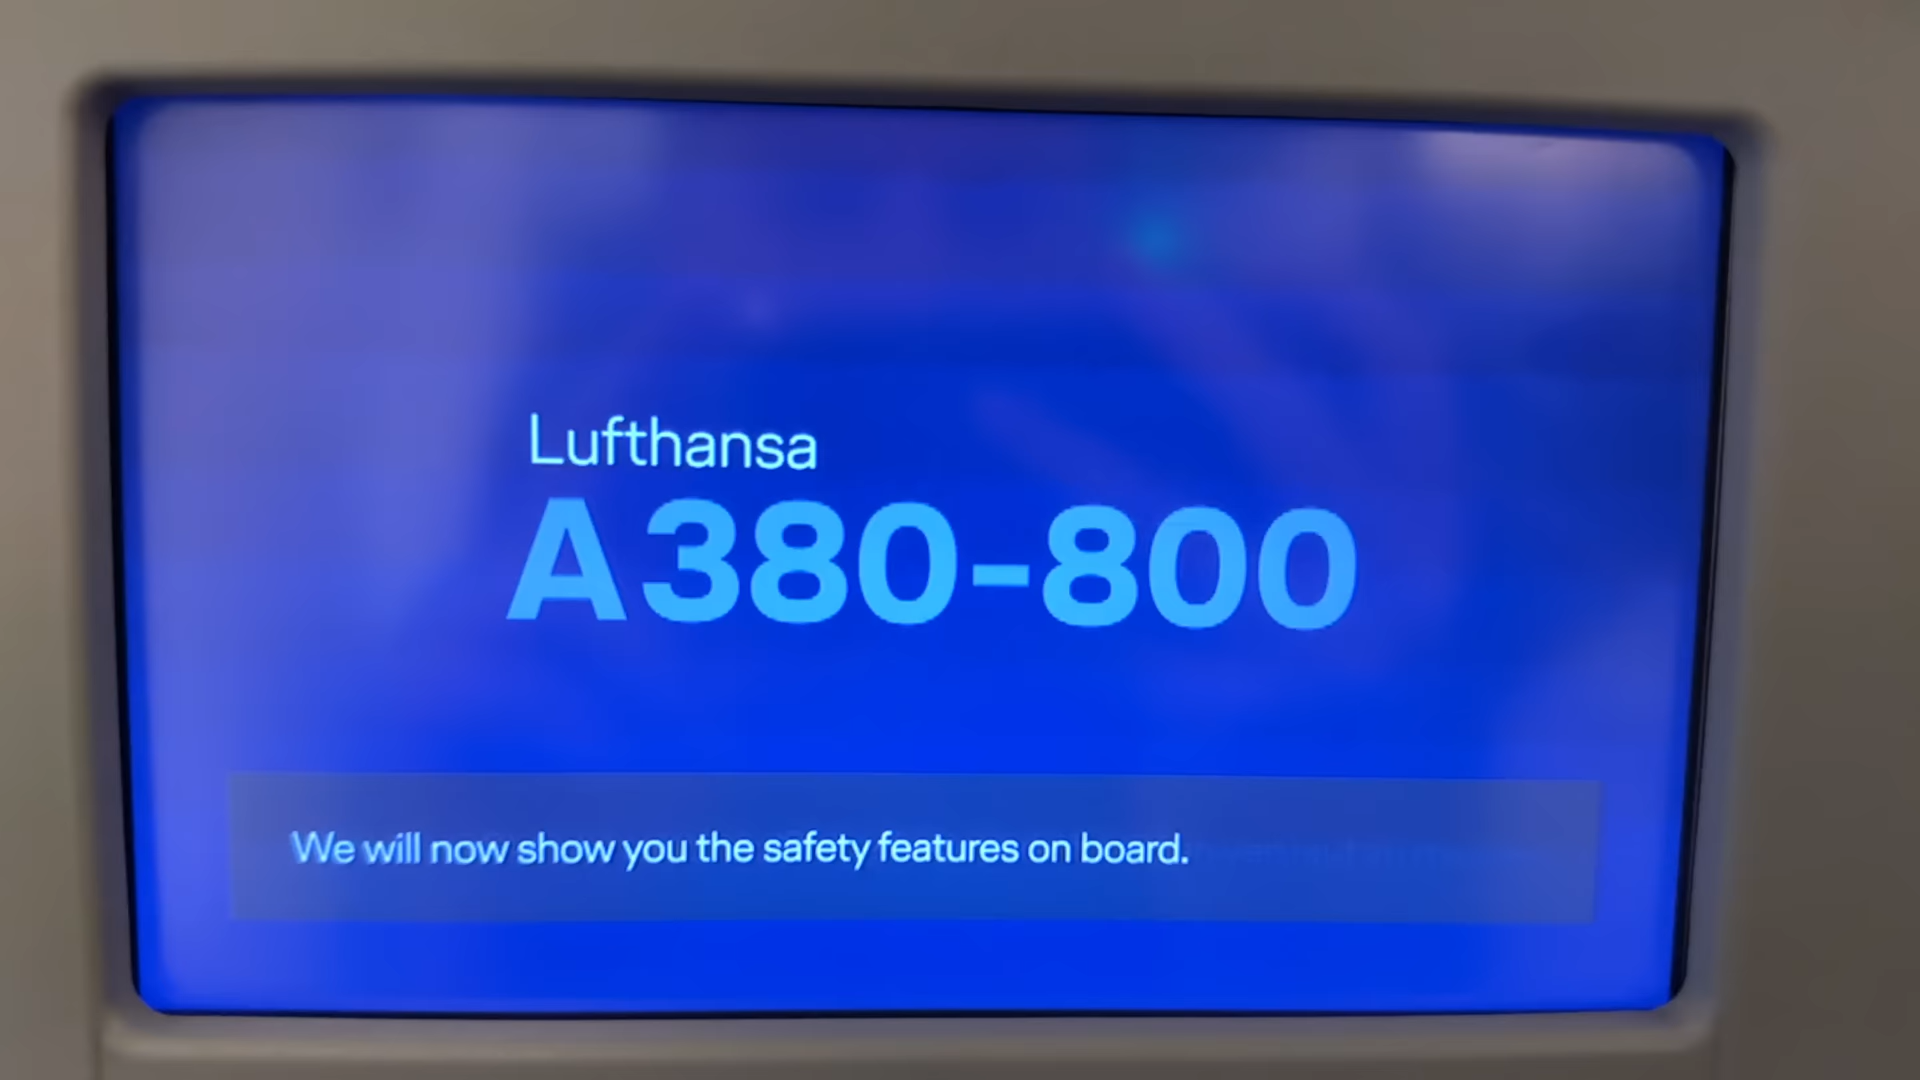 Lufthansa
A380-800
We will now show you the safety features on board.